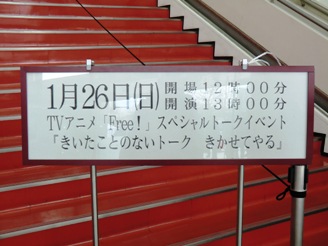 1月26日(日) 開場12時00分
開演13時00分
TVアニメ「Free!」スペシャルトークイベント
「きいたことのないトーク　きかせてやる」